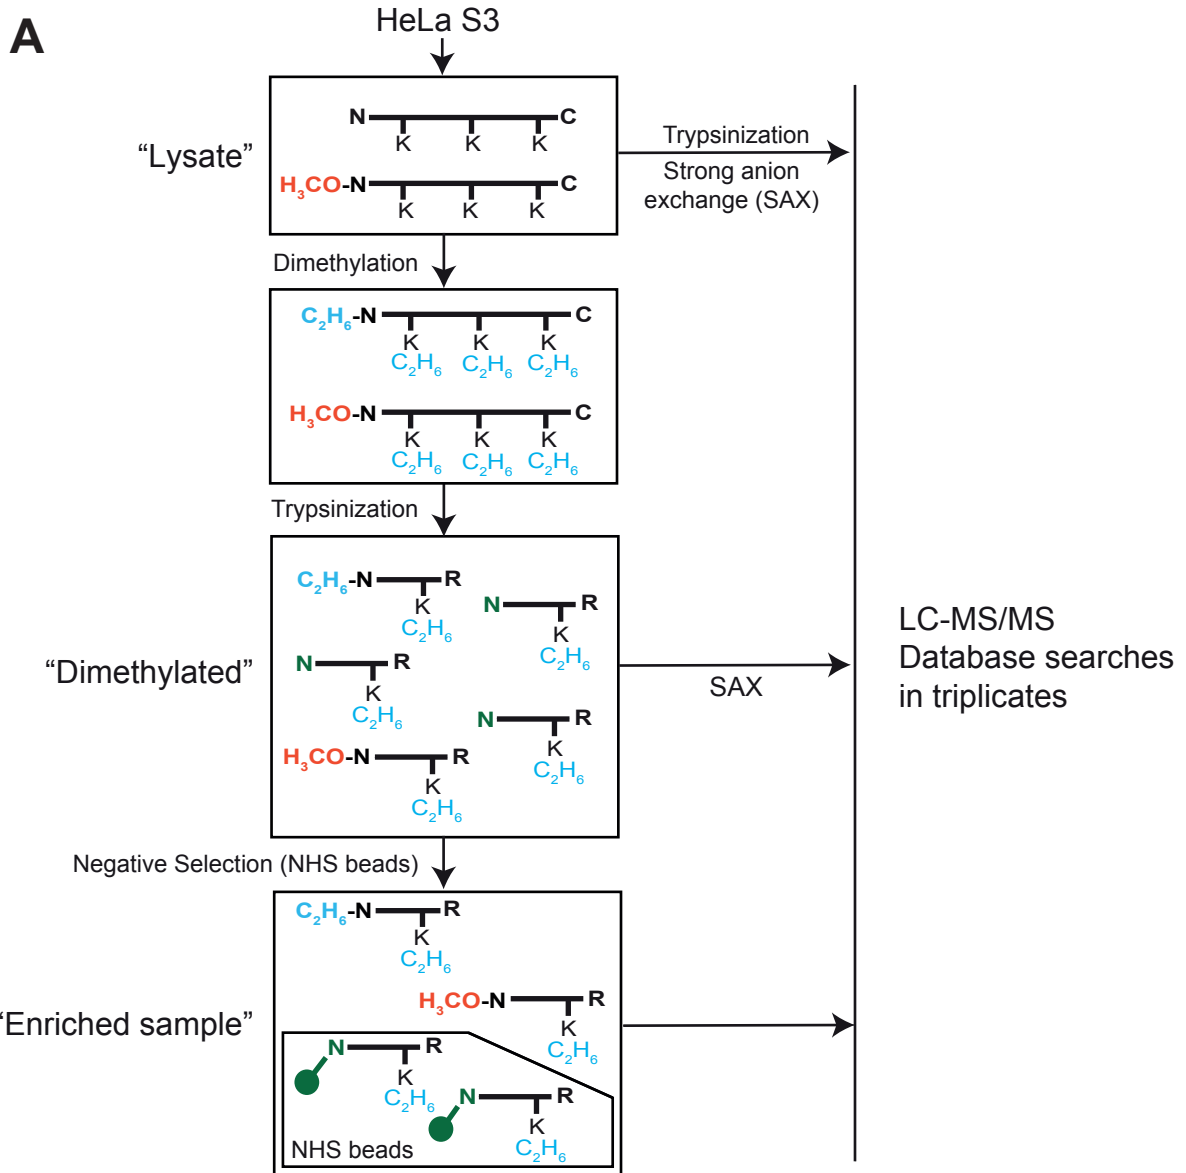 A
HeLa S3
“Lysate”
N C
K K K
H₃CO-N C
K K K
Trypsinization
Strong anion
exchange (SAX)
Dimethylation
C₂H₆-N C
K K K
C₂H₆ C₂H₆ C₂H₆
H₃CO-N C
K K K
C₂H₆ C₂H₆ C₂H₆
Trypsinization
“Dimethylated”
C₂H₆-N R
K
C₂H₆
N R
K
C₂H₆
N R
K
C₂H₆
N R
K
C₂H₆
H₃CO-N R
K
C₂H₆
SAX
LC-MS/MS
Database searches
in triplicates
Negative Selection (NHS beads)
“Enriched sample”
C₂H₆-N R
K
C₂H₆
H₃CO-N R
K
C₂H₆
N R
K
C₂H₆
N R
K
C₂H₆
NHS beads